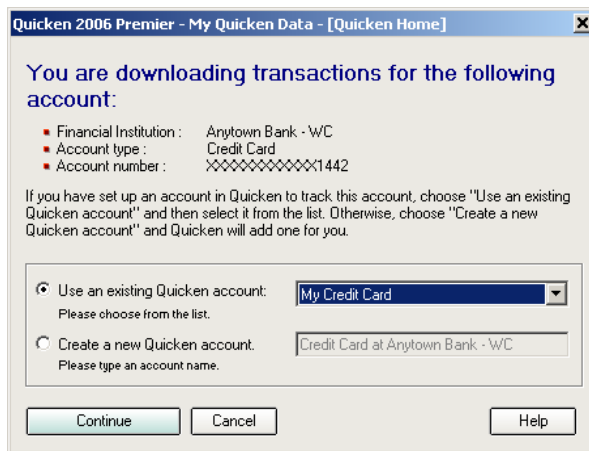 Quicken 2006 Premier - My Quicken Data - [Quicken Home]
You are downloading transactions for the following
account:
Financial Institution : Anytown Bank - WC
Account type : Credit Card
Account number : XXXXXXXXXXXX1442
If you have set up an account in Quicken to track this account, choose "Use an existing
Quicken account" and then select it from the list. Otherwise, choose "Create a new
Quicken account" and Quicken will add one for you.
Use an existing Quicken account: My Credit Card
Please choose from the list.
Create a new Quicken account. Credit Card at Anytown Bank - WC
Please type an account name.
Continue Cancel Help